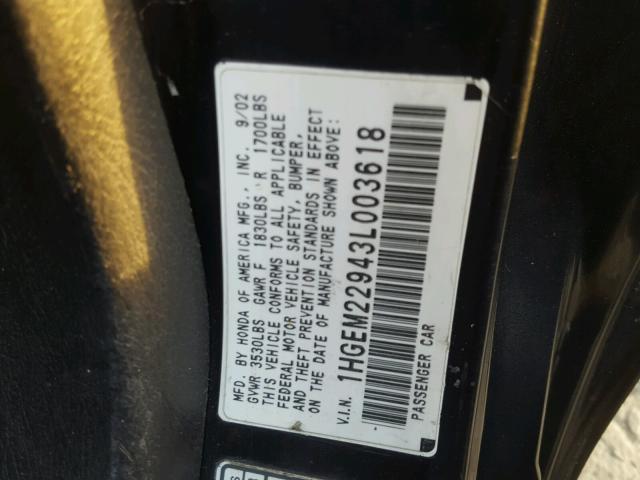 MFD. BY HONDA OF AMERICA MFG., INC. 9/02
GVWR 3530LBS GAWR F 1830LBS R 1700LBS
THIS VEHICLE CONFORMS TO ALL APPLICABLE
FEDERAL MOTOR VEHICLE SAFETY, BUMPER,
AND THEFT PREVENTION STANDARDS IN EFFECT
ON THE DATE OF MANUFACTURE SHOWN ABOVE:
V.I.N. 1HGEM22943L003618
PASSENGER CAR